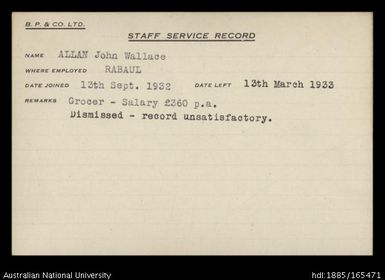 B. P. & CO. LTD.
STAFF SERVICE RECORD
NAME ALLAN John Wallace
WHERE EMPLOYED RABAUL
DATE JOINED 13th Sept. 1932 DATE LEFT 13th March 1933
REMARKS Grocer - Salary £360 p.a.
Dismissed - record unsatisfactory.
Australian National University
hdl:1885/165471